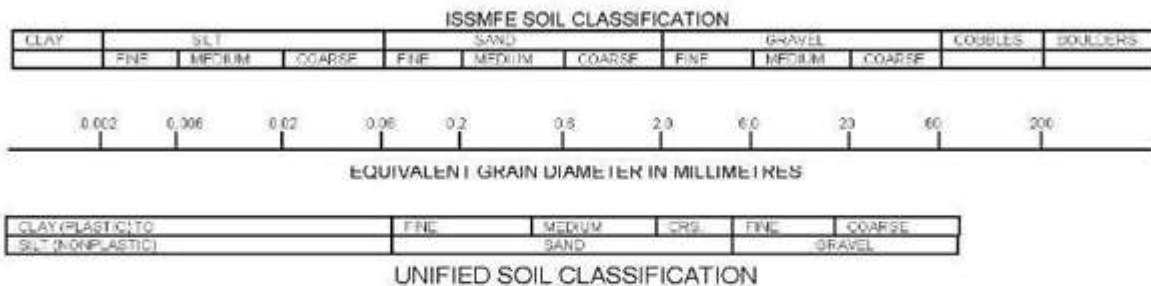 ISSMFE SOIL CLASSIFICATION
CLAY SILT SAND GRAVEL COBBLES BOULDERS
FINE MEDIUM COARSE FINE MEDIUM COARSE FINE MEDIUM COARSE
0.002 0.006 0.02 0.06 0.2 0.6 2.0 6.0 20 60 200
EQUIVALENT GRAIN DIAMETER IN MILLIMETRES
CLAY (PLASTIC) TO FINE MEDIUM CRS. FINE COARSE
SILT (NONPLASTIC) SAND GRAVEL
UNIFIED SOIL CLASSIFICATION